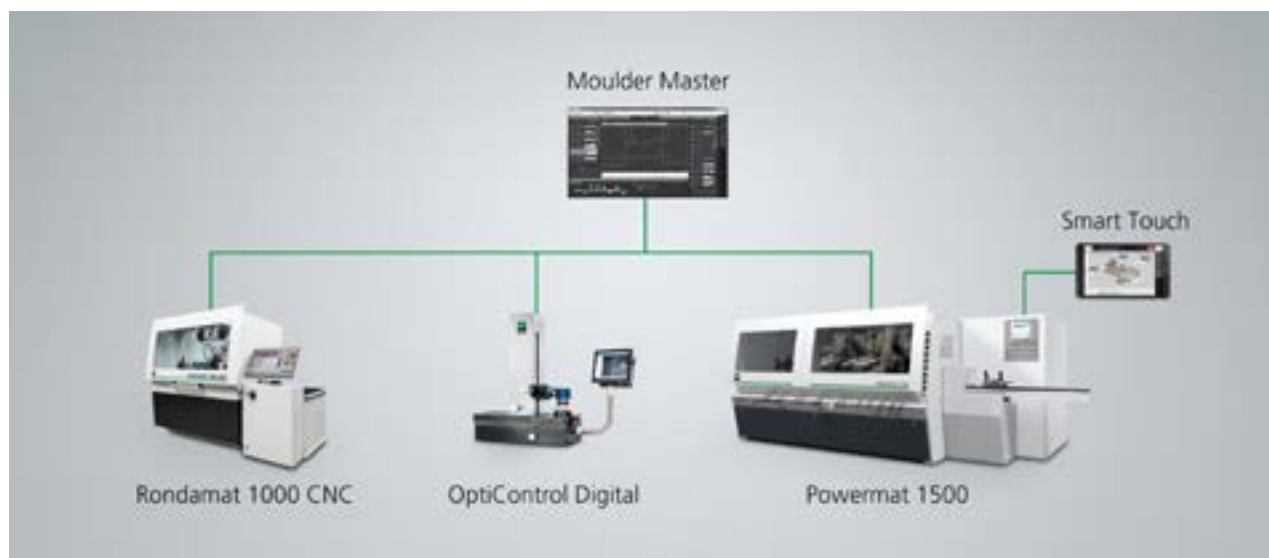 Moulder Master
Smart Touch
Rondamat 1000 CNC
OptiControl Digital
Powermat 1500